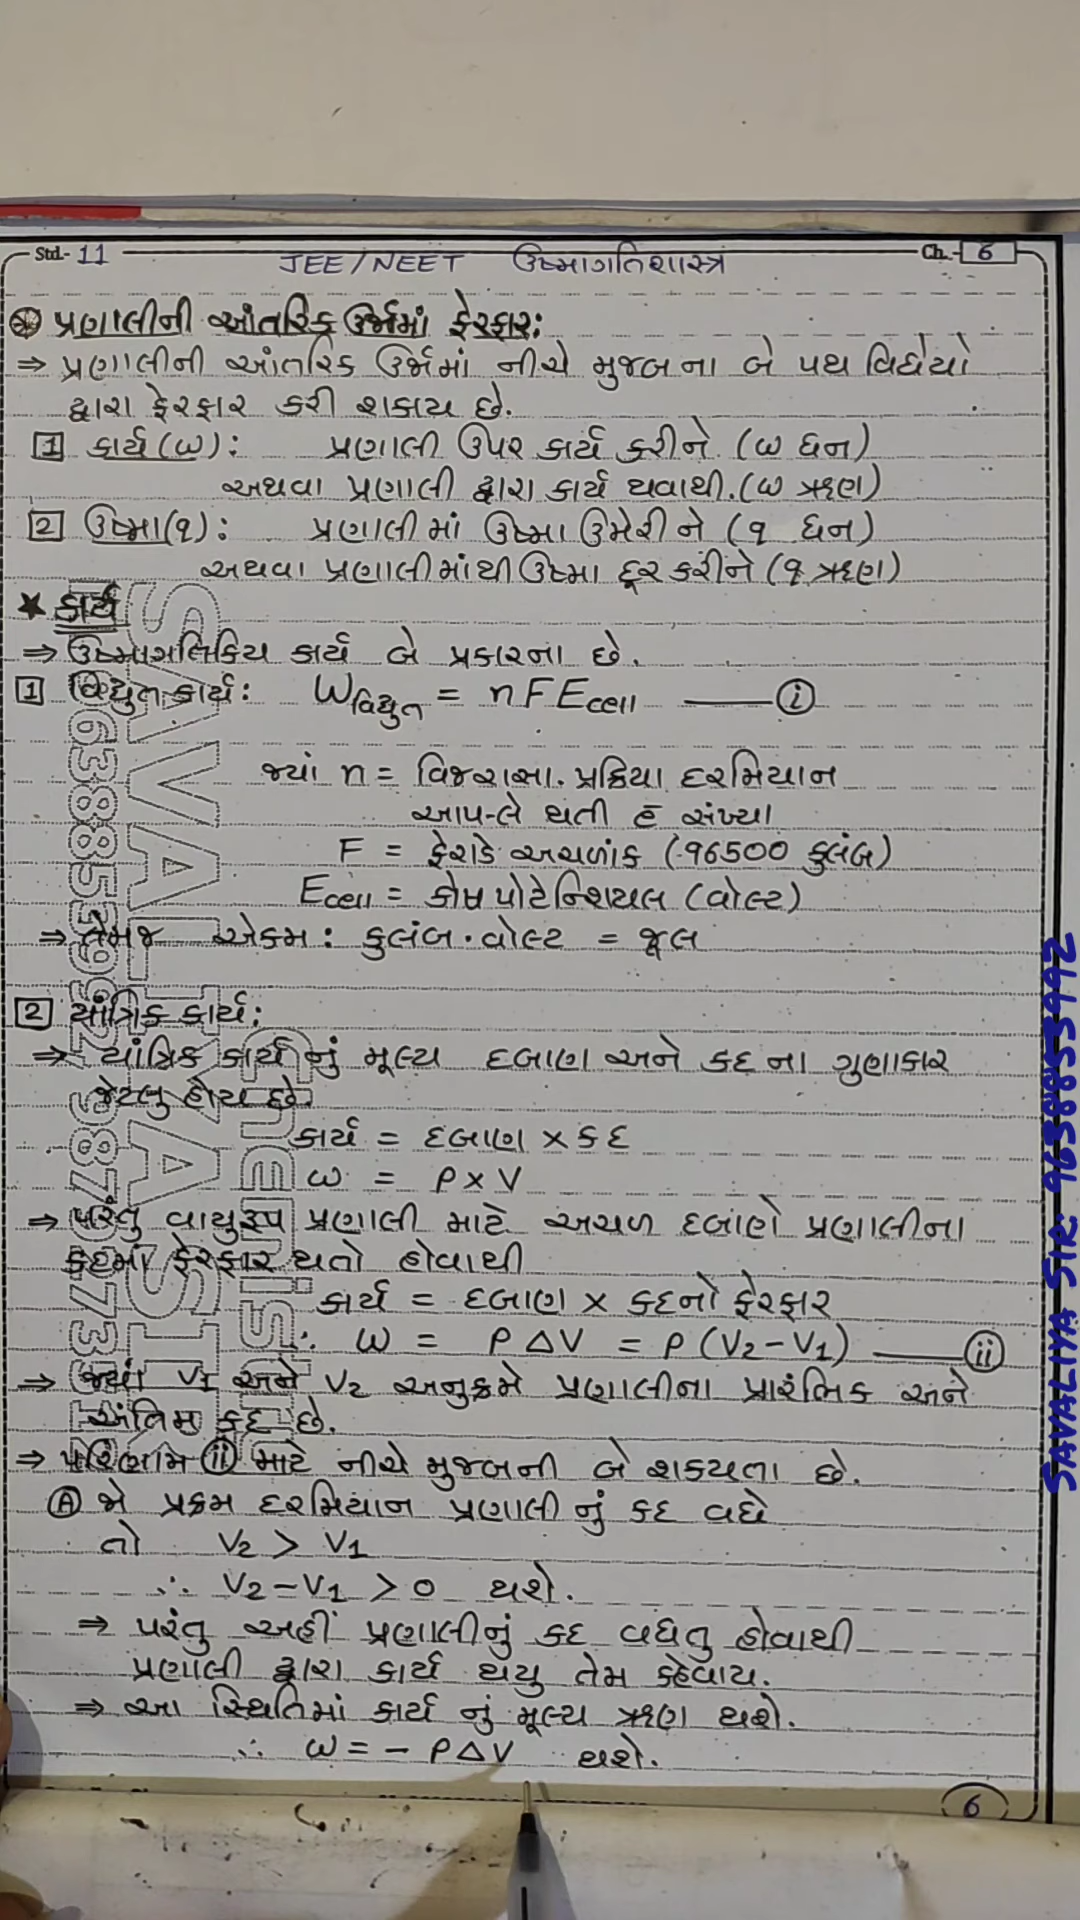 Std.- 11
JEE/NEET ઉષ્માગતિશાસ્ત્ર
Ch.- 6
પ્રણાલીની આંતરિક ઉર્જામાં ફેરફાર:
⇒ પ્રણાલીની આંતરિક ઉર્જામાં નીચે મુજબ ના બે પથ વિધેયો
દ્વારા ફેરફાર કરી શકાય છે.
1 કાર્ય (w): પ્રણાલી ઉપર કાર્ય કરીને (w ધન)
અથવા પ્રણાલી દ્વારા કાર્ય થવાથી. (w ઋણ)
2 ઉષ્મા(q): પ્રણાલીમાં ઉષ્મા ઉમેરીને (q ધન)
અથવા પ્રણાલીમાંથી ઉષ્મા દૂર કરીને (q ઋણ)
★ કાર્ય
⇒ ઉષ્માગતિકિય કાર્ય બે પ્રકારના છે.
1 વિદ્યુત કાર્ય: Wવિદ્યુત = nFEcell —— i
જ્યાં n = વિજરાસા. પ્રક્રિયા દરમિયાન
આપ-લે થતી ē સંખ્યા
F = ફેરાડે અચળાંક (96500 કુલંબ)
Ecell = કોષ પોટેન્શિયલ (વોલ્ટ)
⇒ તેમજ એકમ: કુલંબ · વોલ્ટ = જૂલ
2 યાંત્રિક કાર્ય:
⇒ યાંત્રિક કાર્યનું મૂલ્ય દબાણ અને કદ ના ગુણાકાર
જેટલુ હોય છે.
કાર્ય = દબાણ × કદ
w = P × V
⇒ પરંતુ વાયુરૂપ પ્રણાલી માટે અચળ દબાણે પ્રણાલીના
કદમાં ફેરફાર થતો હોવાથી
કાર્ય = દબાણ × કદનો ફેરફાર
∴ w = P ΔV = P (V2 - V1) —— ii
⇒ જ્યાં V1 અને V2 અનુક્રમે પ્રણાલીના પ્રારંભિક અને
અંતિમ કદ છે.
⇒ પરિણામ ii માટે નીચે મુજબની બે શક્યતા છે.
A જો પ્રક્રમ દરમિયાન પ્રણાલીનું કદ વધે
તો V2 > V1
∴ V2 - V1 > 0 થશે.
⇒ પરંતુ અહીં પ્રણાલીનું કદ વધતુ હોવાથી
પ્રણાલી દ્વારા કાર્ય થયુ તેમ કહેવાય.
⇒ આ સ્થિતિમાં કાર્ય નું મૂલ્ય ઋણ થશે.
∴ w = - PΔV થશે.
6
SAVALIYA SIR: 9638853992